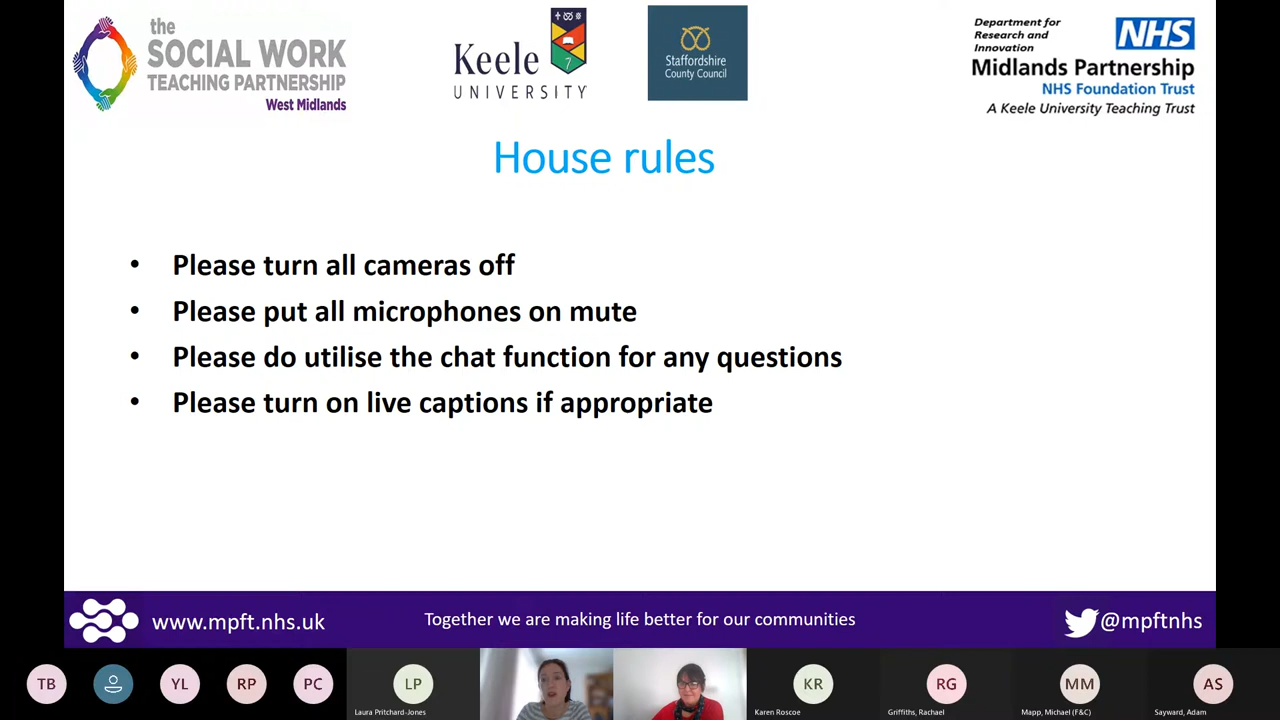 the
SOCIAL WORK
TEACHING PARTNERSHIP
West Midlands
Keele
UNIVERSITY
Staffordshire
County Council
Department for
Research and
Innovation
NHS
Midlands Partnership
NHS Foundation Trust
A Keele University Teaching Trust
House rules
• Please turn all cameras off
• Please put all microphones on mute
• Please do utilise the chat function for any questions
• Please turn on live captions if appropriate
www.mpft.nhs.uk
Together we are making life better for our communities
@mpftnhs
TB
YL
RP
PC
LP
KR
RG
MM
AS
Laura Pritchard-Jones
Karen Roscoe
Griffiths, Rachael
Mapp, Michael (F&C)
Sayward, Adam